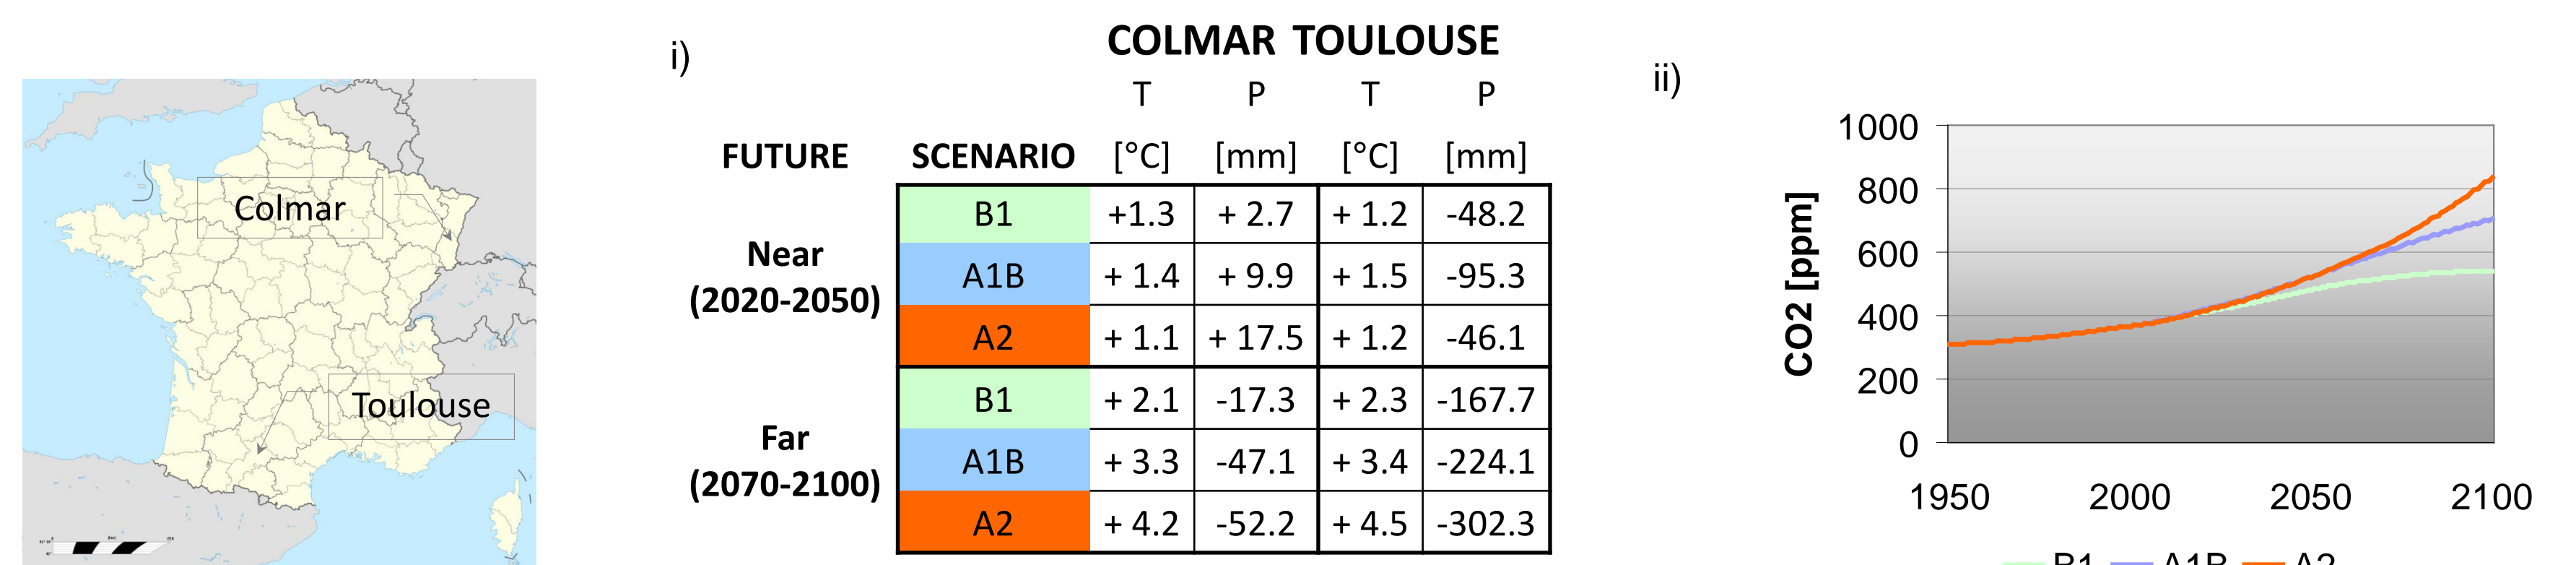 Colmar
Toulouse
i)
COLMAR TOULOUSE
T P T P
FUTURE SCENARIO [°C] [mm] [°C] [mm]
Near
(2020-2050)
B1 +1.3 + 2.7 + 1.2 -48.2
A1B + 1.4 + 9.9 + 1.5 -95.3
A2 + 1.1 + 17.5 + 1.2 -46.1
Far
(2070-2100)
B1 + 2.1 -17.3 + 2.3 -167.7
A1B + 3.3 -47.1 + 3.4 -224.1
A2 + 4.2 -52.2 + 4.5 -302.3
ii)
CO2 [ppm]
1000
800
600
400
200
0
1950 2000 2050 2100
B1 A1B A2